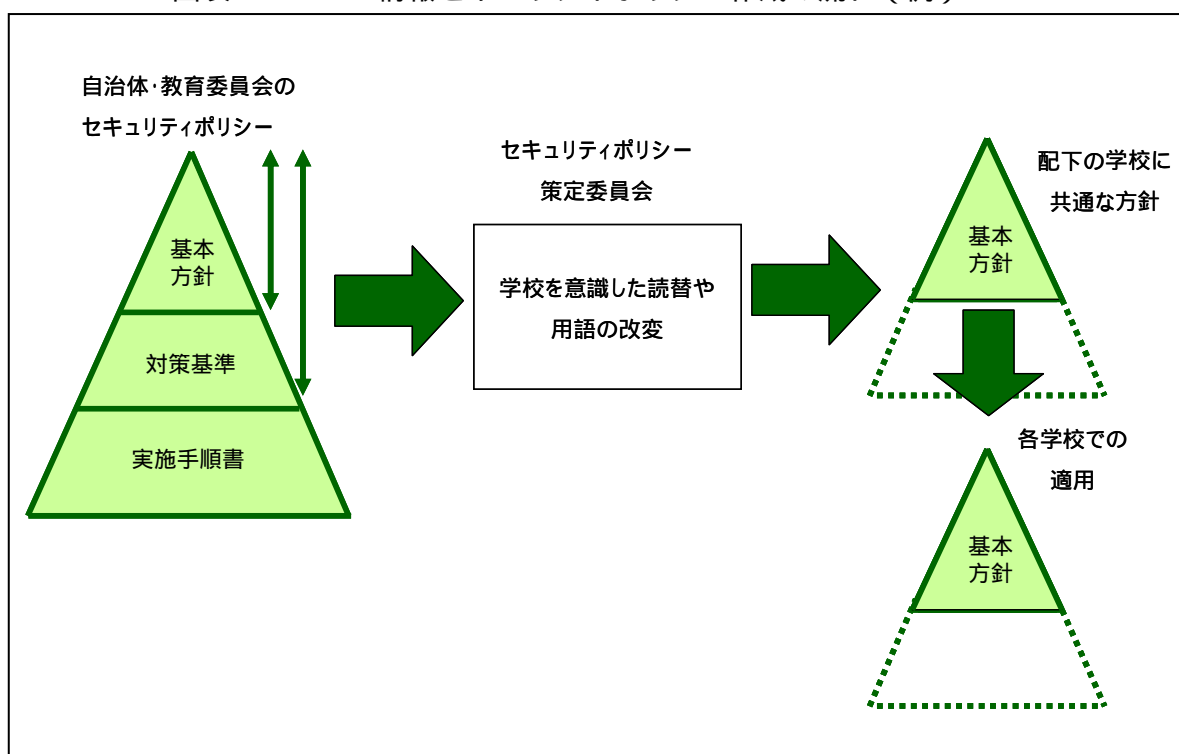 自治体・教育委員会の
セキュリティポリシー
基本
方針
対策基準
実施手順書
セキュリティポリシー
策定委員会
学校を意識した読替や
用語の改変
配下の学校に
共通な方針
基本
方針
各学校での
適用
基本
方針